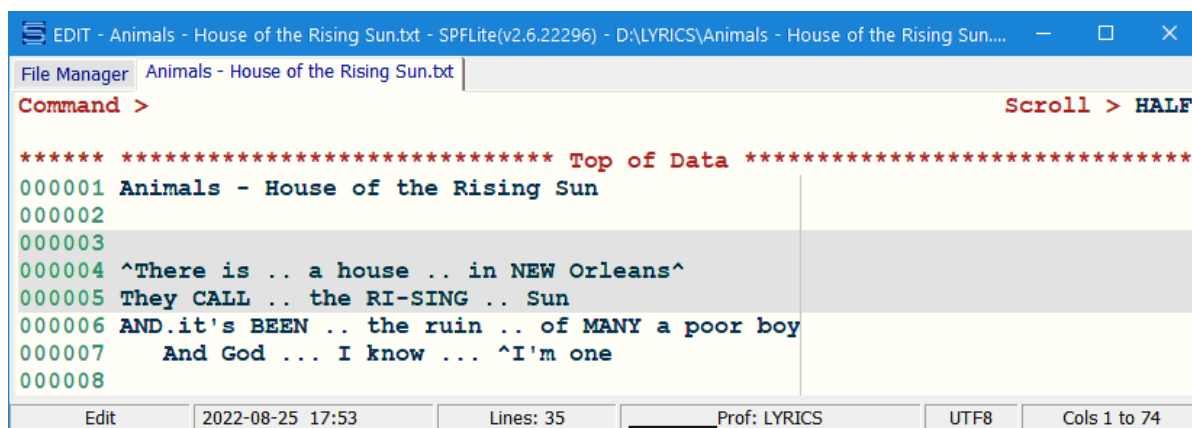 EDIT - Animals - House of the Rising Sun.txt - SPFLite(v2.6.22296) - D:\LYRICS\Animals - House of the Rising Sun....
File Manager Animals - House of the Rising Sun.txt
Command > Scroll > HALF
****** ****************************** Top of Data *******************************
000001 Animals - House of the Rising Sun
000002
000003
000004 ^There is .. a house .. in NEW Orleans^
000005 They CALL .. the RI-SING .. Sun
000006 AND.it's BEEN .. the ruin .. of MANY a poor boy
000007    And God ... I know ... ^I'm one
000008
Edit 2022-08-25 17:53 Lines: 35 Prof: LYRICS UTF8 Cols 1 to 74